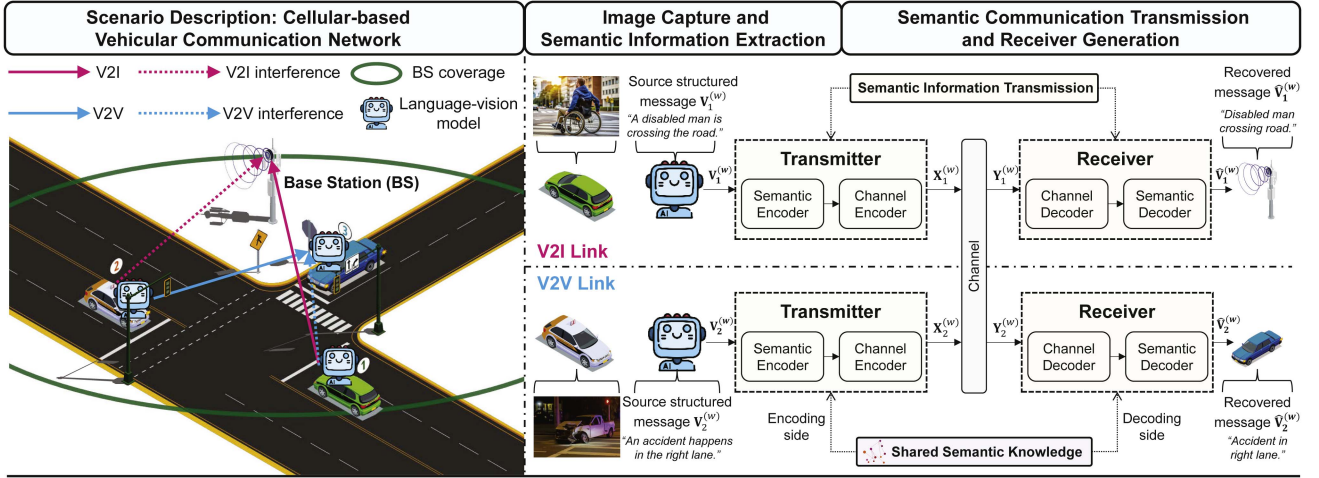 Scenario Description: Cellular-based
Vehicular Communication Network
Image Capture and
Semantic Information Extraction
Semantic Communication Transmission
and Receiver Generation
V2I
V2I interference
BS coverage
V2V
V2V interference
Language-vision
model
Base Station (BS)
1
2
3
Source structured
message V₁⁽ʷ⁾
“A disabled man is
crossing the road.”
AI
V₁⁽ʷ⁾
Semantic Information Transmission
Transmitter
Semantic
Encoder
Channel
Encoder
X₁⁽ʷ⁾
Channel
Y₁⁽ʷ⁾
Receiver
Channel
Decoder
Semantic
Decoder
V̂₁⁽ʷ⁾
Recovered
message V̂₁⁽ʷ⁾
“Disabled man
crossing road.”
V2I Link
V2V Link
AI
V₂⁽ʷ⁾
Source structured
message V₂⁽ʷ⁾
“An accident happens
in the right lane.”
Transmitter
Semantic
Encoder
Channel
Encoder
X₂⁽ʷ⁾
Y₂⁽ʷ⁾
Receiver
Channel
Decoder
Semantic
Decoder
V̂₂⁽ʷ⁾
Recovered
message V̂₂⁽ʷ⁾
“Accident in
right lane.”
Encoding
side
Shared Semantic Knowledge
Decoding
side